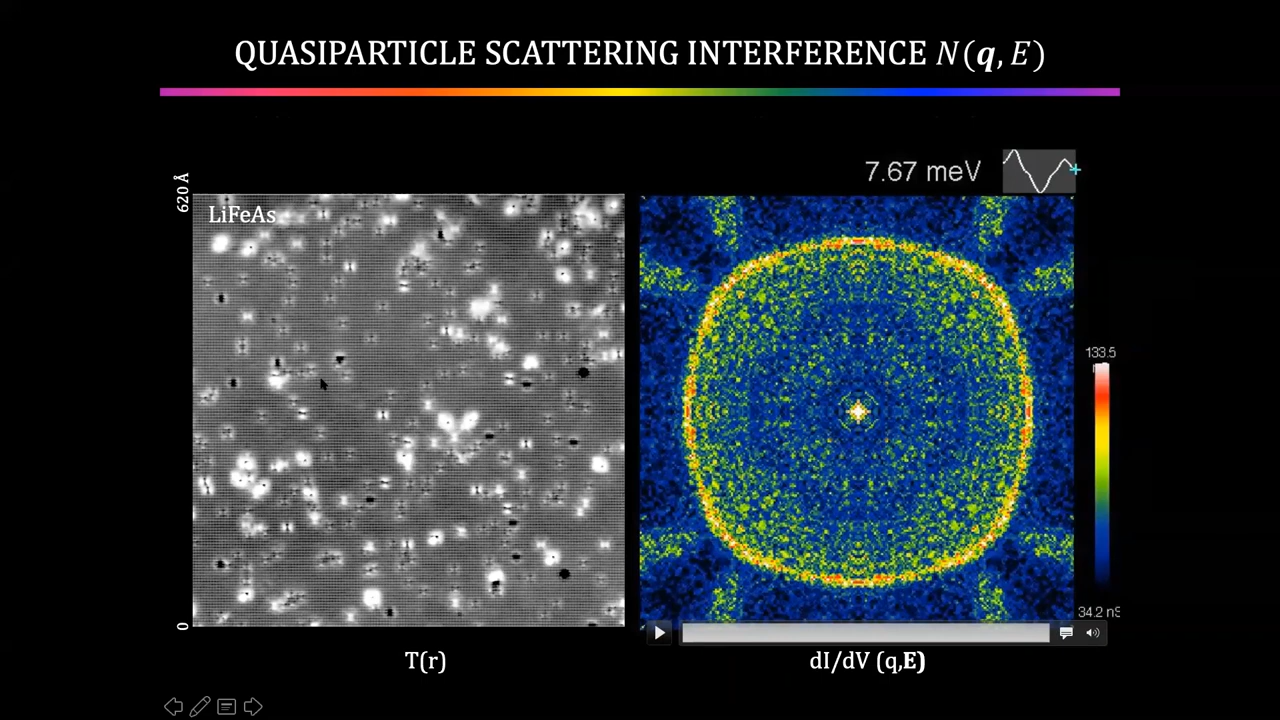 QUASIPARTICLE SCATTERING INTERFERENCE N(q, E)
7.67 meV
620 Å
LiFeAs
133.5
0
34.2 nS
T(r)
dI/dV (q,E)